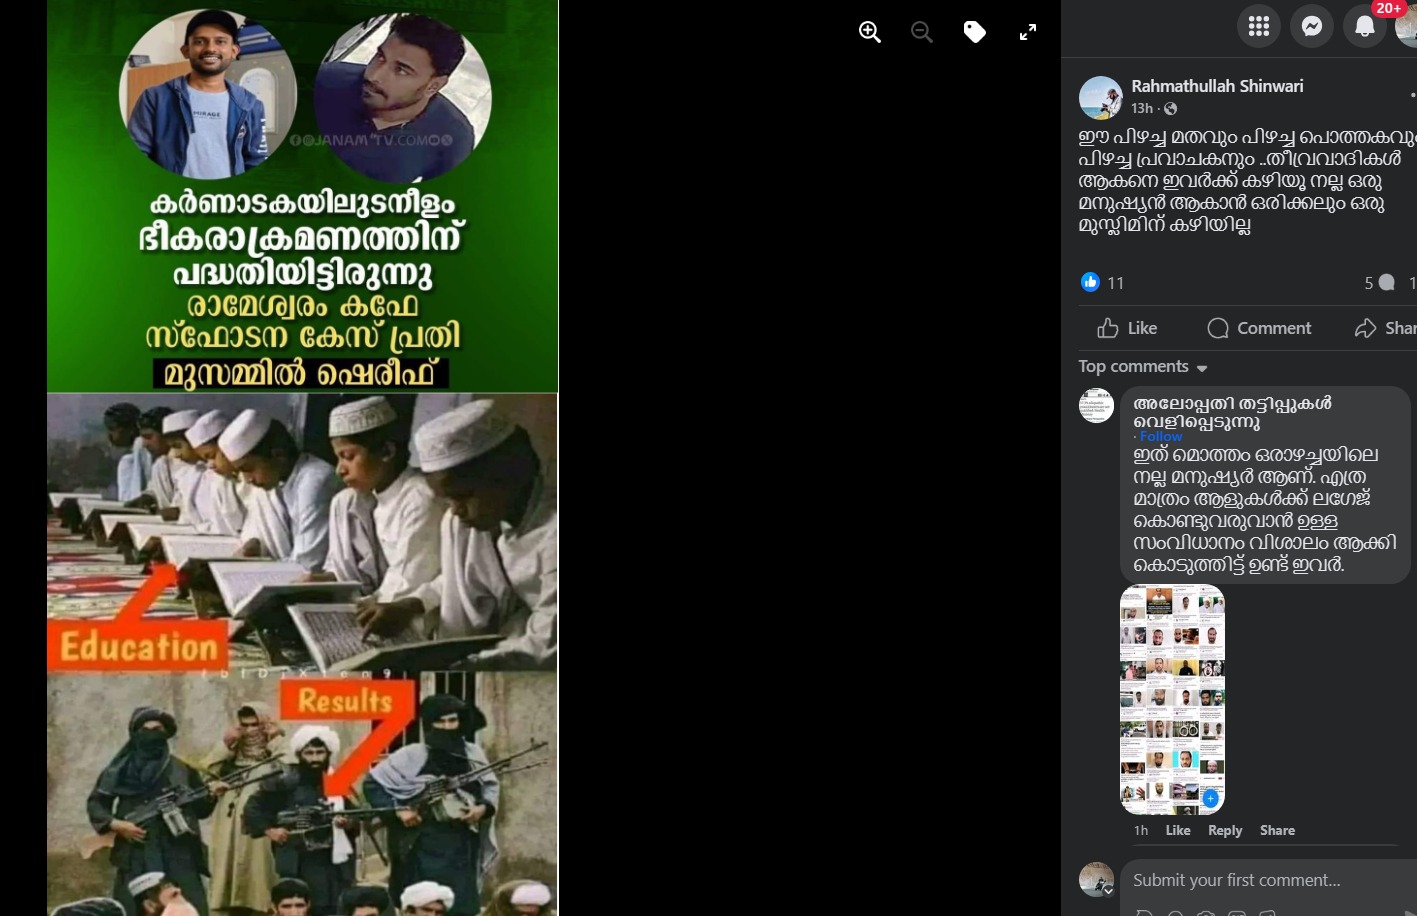 MIRAGE
@JANAM TV.COM
കർണാടകയിലുടനീളം
ഭീകരാക്രമണത്തിന്
പദ്ധതിയിട്ടിരുന്നു
രാമേശ്വരം കഫേ
സ്ഫോടന കേസ് പ്രതി
മുസമ്മിൽ ഷെരീഫ്
Education
Results
20+
Rahmathullah Shinwari
13h ·
ഈ പിഴച്ച മതവും പിഴച്ച പൊത്തകവും
പിഴച്ച പ്രവാചകനും ..തീവ്രവാദികൾ
ആകനെ ഇവർക്ക് കഴിയൂ നല്ല ഒരു
മനുഷ്യൻ ആകാൻ ഒരിക്കലും ഒരു
മുസ്ലിമിന് കഴിയില്ല
11
5
1
Like
Comment
Shar
Top comments
അലോപ്പതി തട്ടിപ്പുകൾ
വെളിപ്പെടുന്നു
· Follow
ഇത് മൊത്തം ഒരാഴച്ചയിലെ
നല്ല മനുഷ്യർ ആണ്. എത്ര
മാത്രം ആളുകൾക്ക് ലഗേജ്
കൊണ്ടുവരുവാൻ ഉള്ള
സംവിധാനം വിശാലം ആക്കി
കൊടുത്തിട്ട് ഉണ്ട് ഇവർ.
1h Like Reply Share
Submit your first comment…